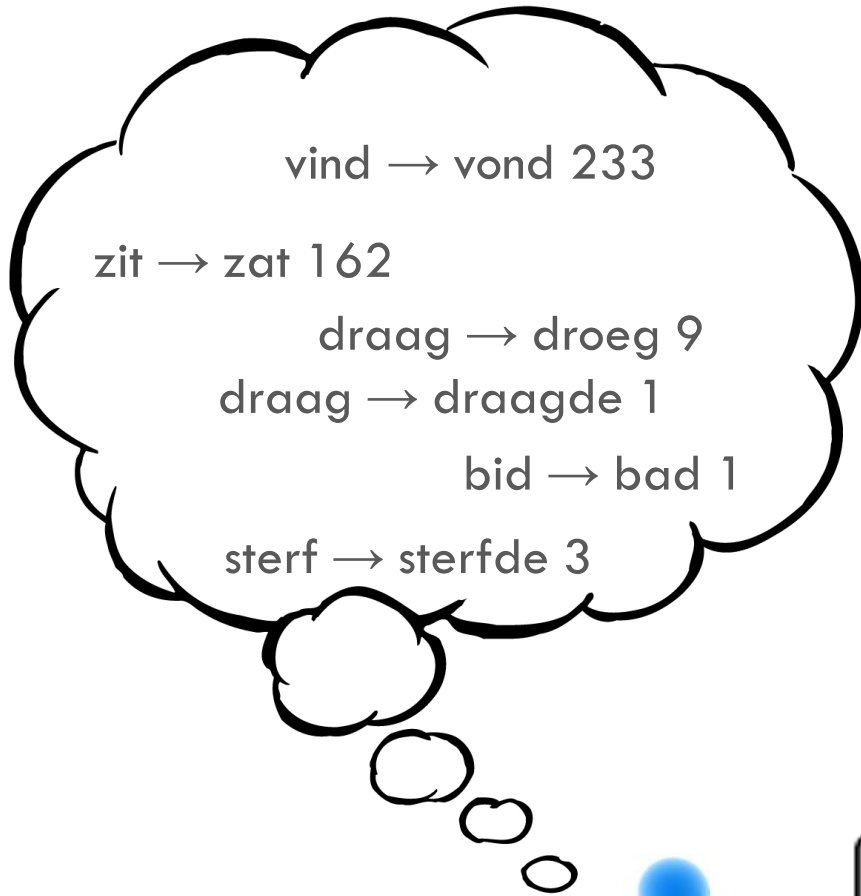 vind → vond 233
zit → zat 162
draag → droeg 9
draag → draagde 1
bid → bad 1
sterf → sterfde 3